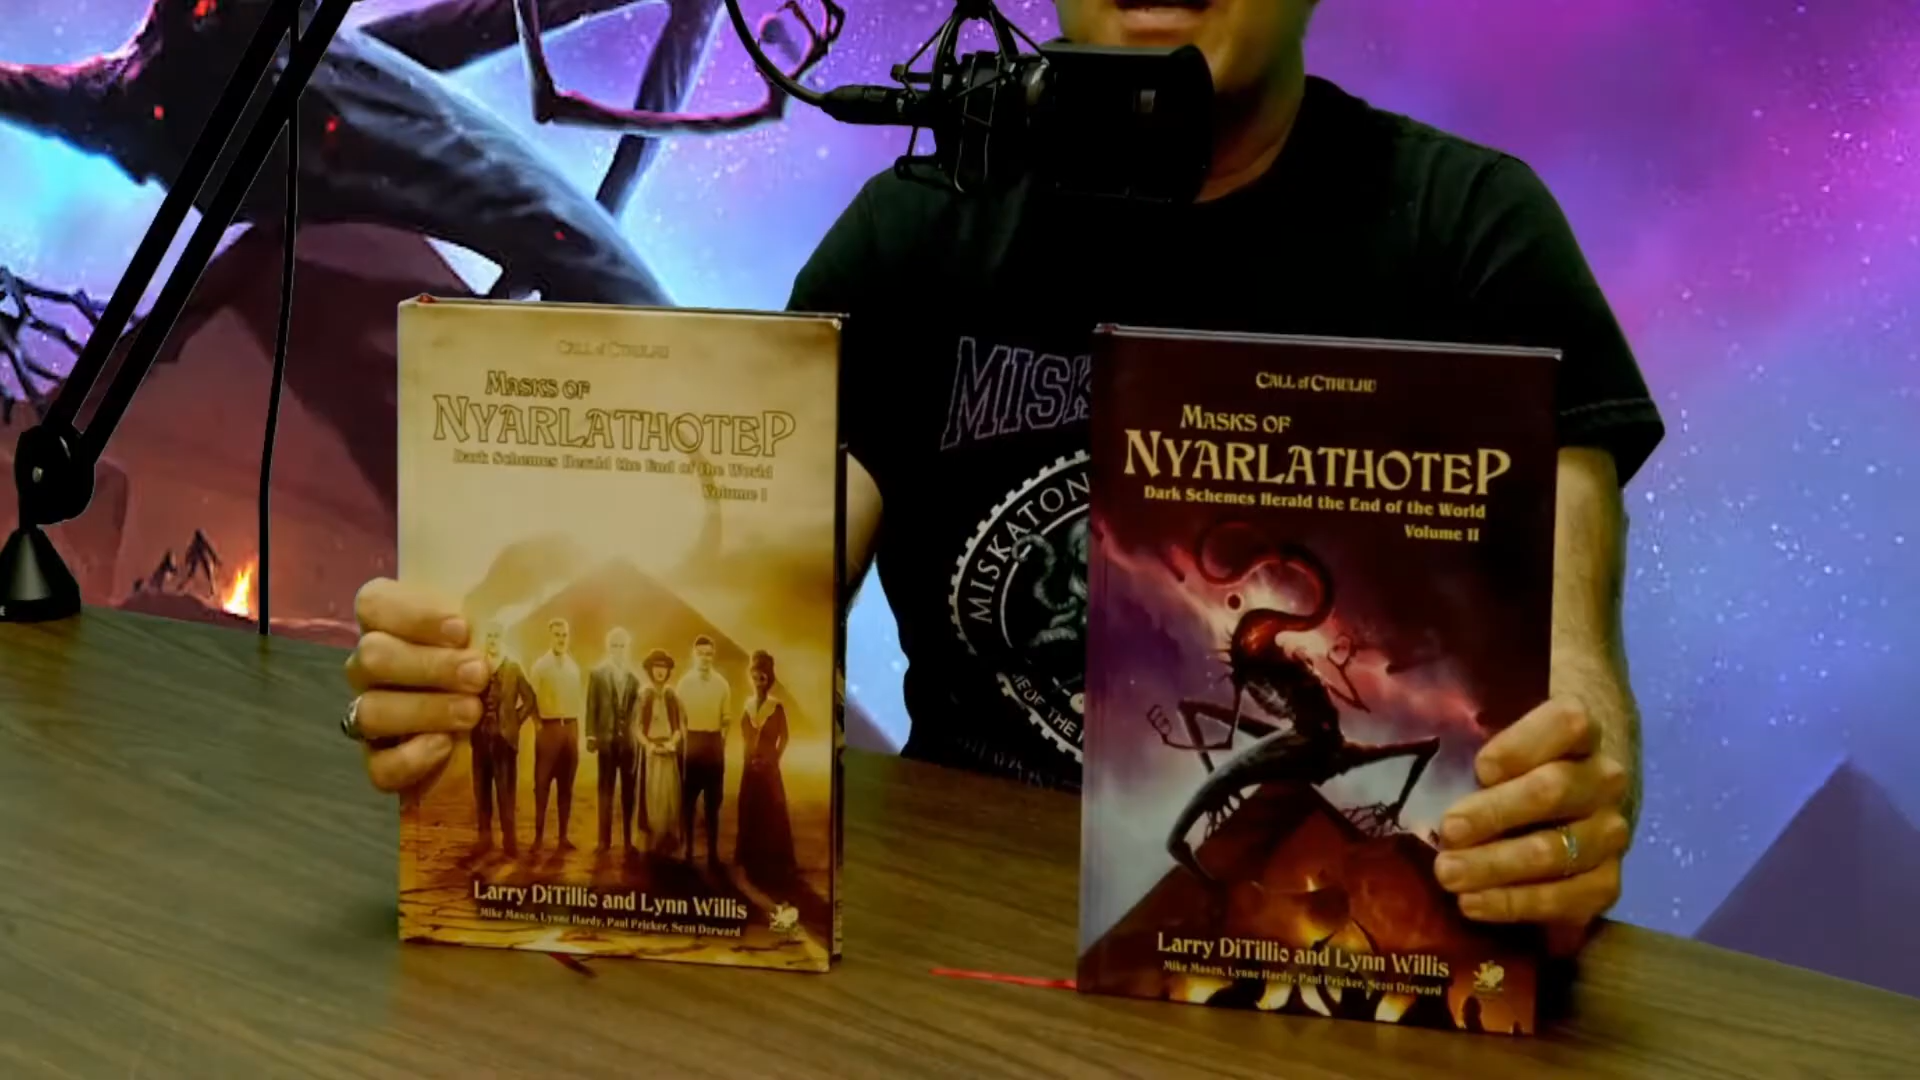 CALL of CTHULHU
MASKS OF
NYARLATHOTEP
Dark Schemes Herald the End of the World
Volume I
Larry DiTillio and Lynn Willis
Mike Mason, Lynne Hardy, Paul Fricker, Scott Dorward
MISK
MISKATON
OF THE
CALL of CTHULHU
MASKS OF
NYARLATHOTEP
Dark Schemes Herald the End of the World
Volume II
Larry DiTillio and Lynn Willis
Mike Mason, Lynne Hardy, Paul Fricker, Scott Dorward